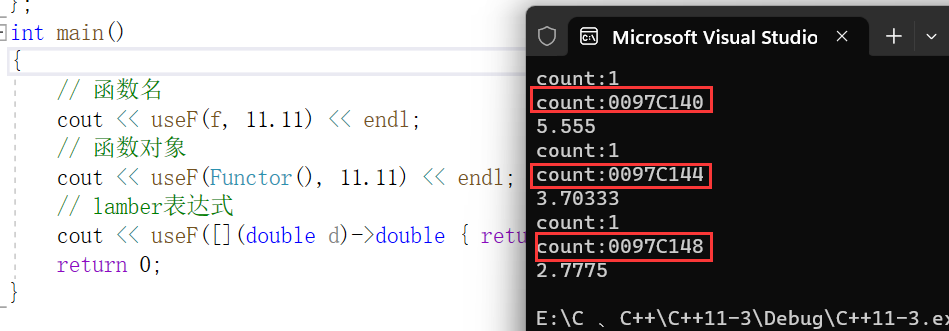 };
int main()
{
// 函数名
cout << useF(f, 11.11) << endl;
// 函数对象
cout << useF(Functor(), 11.11) << endl;
// lamber表达式
cout << useF([](double d)->double { retu
return 0;
}
Microsoft Visual Studio
count:1
count:0097C140
5.555
count:1
count:0097C144
3.70333
count:1
count:0097C148
2.7775
E:\C 、C++\C++11-3\Debug\C++11-3.ex